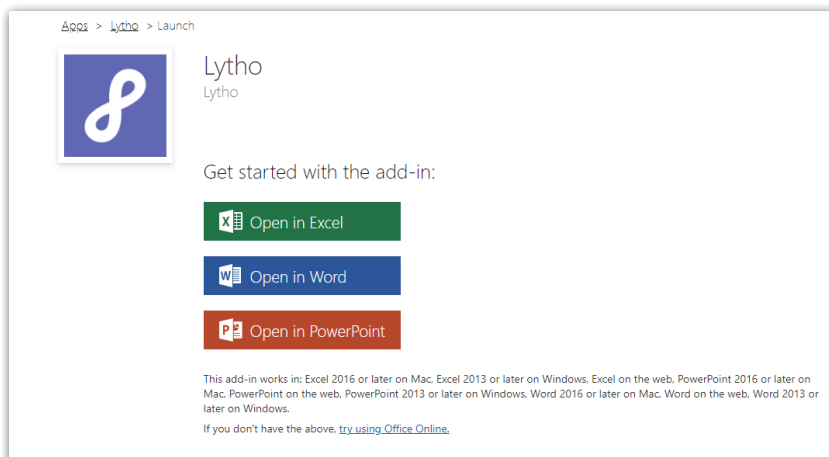 Apps > Lytho > Launch
Lytho
Lytho
Get started with the add-in:
Open in Excel
Open in Word
Open in PowerPoint
This add-in works in: Excel 2016 or later on Mac, Excel 2013 or later on Windows, Excel on the web, PowerPoint 2016 or later on
Mac, PowerPoint on the web, PowerPoint 2013 or later on Windows, Word 2016 or later on Mac, Word on the web, Word 2013 or
later on Windows.
If you don't have the above, try using Office Online.